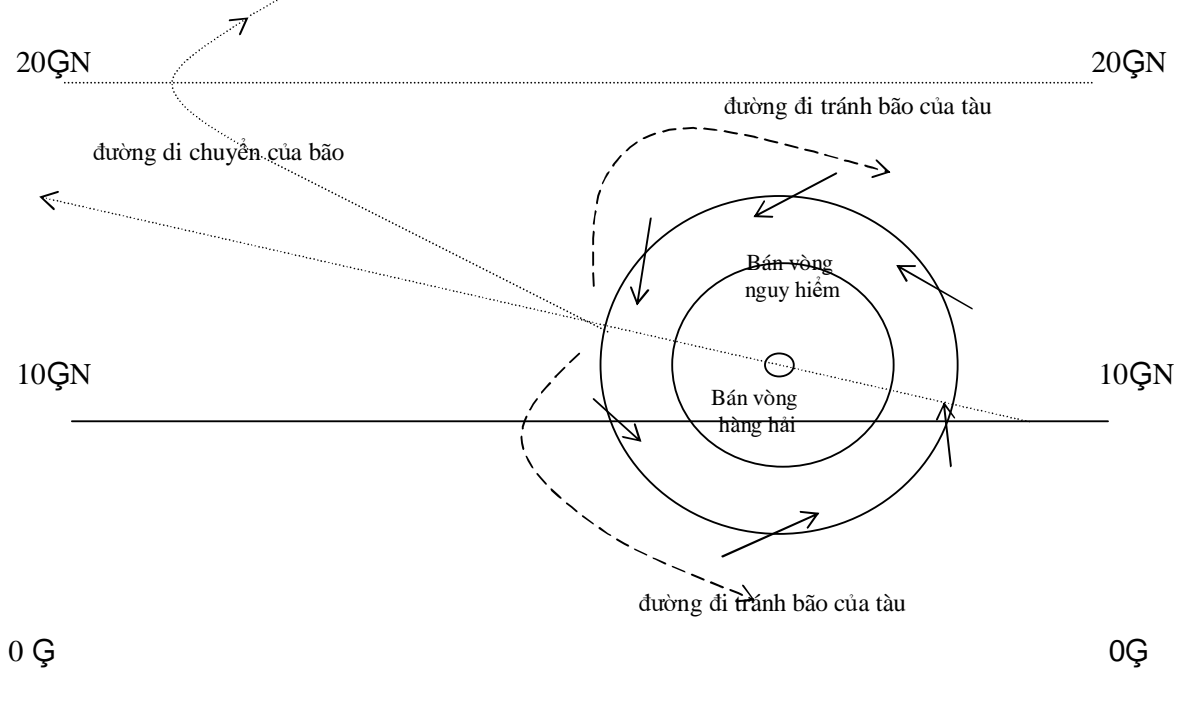 20ĢN 20ĢN
đường đi tránh bão của tàu
đường di chuyển của bão
Bán vòng
nguy hiểm
10ĢN 10ĢN
Bán vòng
hàng hải
đường đi tránh bão của tàu
0 Ģ 0Ģ